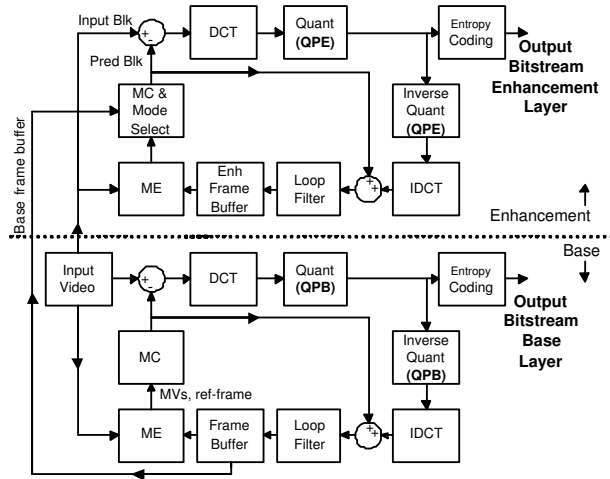 Input Blk
+
-
DCT
Quant
(QPE)
Entropy
Coding
Output
Bitstream
Enhancement
Layer
Pred Blk
MC &
Mode
Select
Inverse
Quant
(QPE)
Base frame buffer
ME
Enh
Frame
Buffer
Loop
Filter
+
+
IDCT
Enhancement
Base
Input
Video
+
-
DCT
Quant
(QPB)
Entropy
Coding
Output
Bitstream
Base
Layer
MC
Inverse
Quant
(QPB)
MVs, ref-frame
ME
Frame
Buffer
Loop
Filter
+
+
IDCT